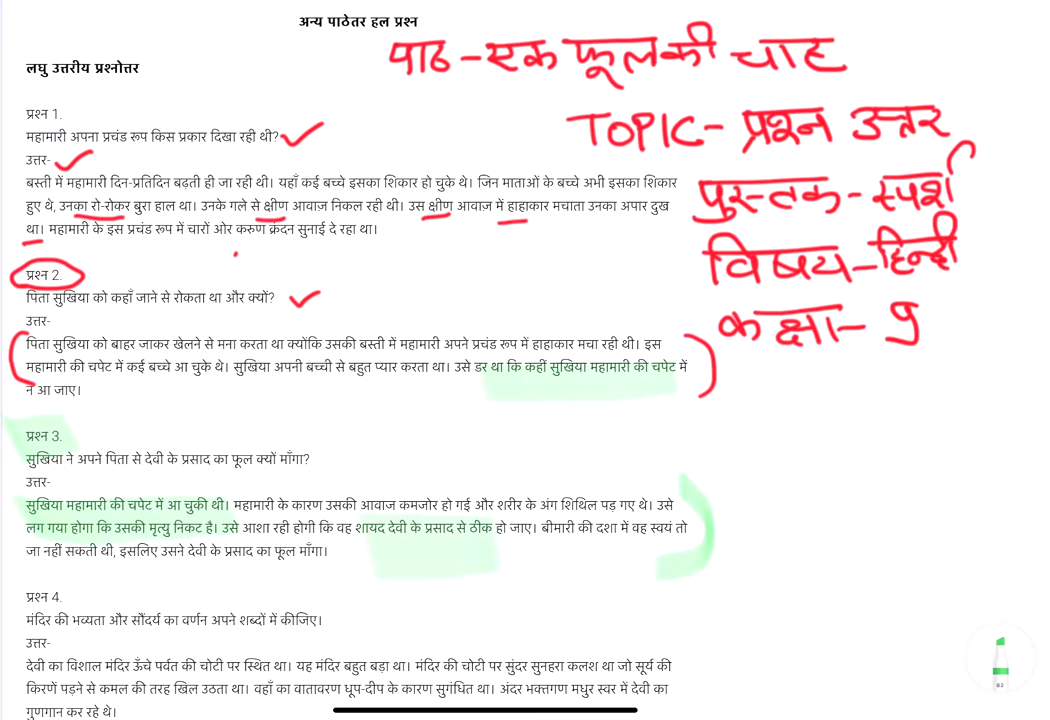 अन्य पाठेतर हल प्रश्न
पाठ - एक फूल की चाह
लघु उत्तरीय प्रश्नोत्तर
TOPIC - प्रश्न उत्तर
पुस्तक - स्पर्श
विषय - हिन्दी
कक्षा - 9
प्रश्न 1.
महामारी अपना प्रचंड रूप किस प्रकार दिखा रही थी?
उत्तर-
बस्ती में महामारी दिन-प्रतिदिन बढ़ती ही जा रही थी। यहाँ कई बच्चे इसका शिकार हो चुके थे। जिन माताओं के बच्चे अभी इसका शिकार
हुए थे, उनका रो-रोकर बुरा हाल था। उनके गले से क्षीण आवाज़ निकल रही थी। उस क्षीण आवाज़ में हाहाकार मचाता उनका अपार दुख
था। महामारी के इस प्रचंड रूप में चारों ओर करुण क्रंदन सुनाई दे रहा था।
प्रश्न 2.
पिता सुखिया को कहाँ जाने से रोकता था और क्यों?
उत्तर-
पिता सुखिया को बाहर जाकर खेलने से मना करता था क्योंकि उसकी बस्ती में महामारी अपने प्रचंड रूप में हाहाकार मचा रही थी। इस
महामारी की चपेट में कई बच्चे आ चुके थे। सुखिया अपनी बच्ची से बहुत प्यार करता था। उसे डर था कि कहीं सुखिया महामारी की चपेट में
न आ जाए।
प्रश्न 3.
सुखिया ने अपने पिता से देवी के प्रसाद का फूल क्यों माँगा?
उत्तर-
सुखिया महामारी की चपेट में आ चुकी थी। महामारी के कारण उसकी आवाज कमजोर हो गई और शरीर के अंग शिथिल पड़ गए थे। उसे
लग गया होगा कि उसकी मृत्यु निकट है। उसे आशा रही होगी कि वह शायद देवी के प्रसाद से ठीक हो जाए। बीमारी की दशा में वह स्वयं तो
जा नहीं सकती थी, इसलिए उसने देवी के प्रसाद का फूल माँगा।
प्रश्न 4.
मंदिर की भव्यता और सौंदर्य का वर्णन अपने शब्दों में कीजिए।
उत्तर-
देवी का विशाल मंदिर ऊँचे पर्वत की चोटी पर स्थित था। यह मंदिर बहुत बड़ा था। मंदिर की चोटी पर सुंदर सुनहरा कलश था जो सूर्य की
किरणें पड़ने से कमल की तरह खिल उठता था। वहाँ का वातावरण धूप-दीप के कारण सुगंधित था। अंदर भक्तगण मधुर स्वर में देवी का
गुणगान कर रहे थे।